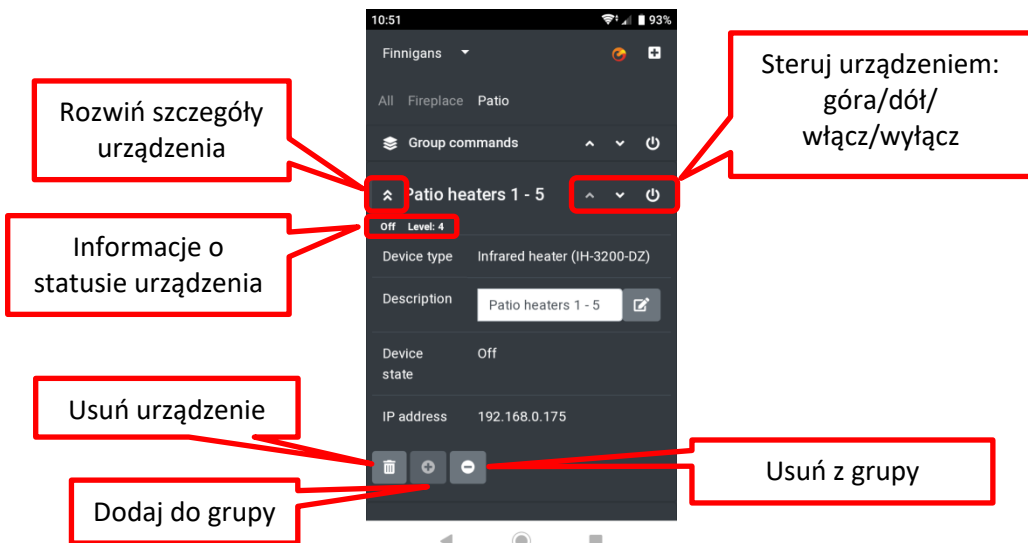 10:51 93%
Finnigans
All Fireplace Patio
Group commands
Patio heaters 1 - 5
Off Level: 4
Device type Infrared heater (IH-3200-DZ)
Description Patio heaters 1 - 5
Device
state Off
IP address 192.168.0.175
Rozwiń szczegóły
urządzenia
Informacje o
statusie urządzenia
Usuń urządzenie
Dodaj do grupy
Steruj urządzeniem:
góra/dół/
włącz/wyłącz
Usuń z grupy